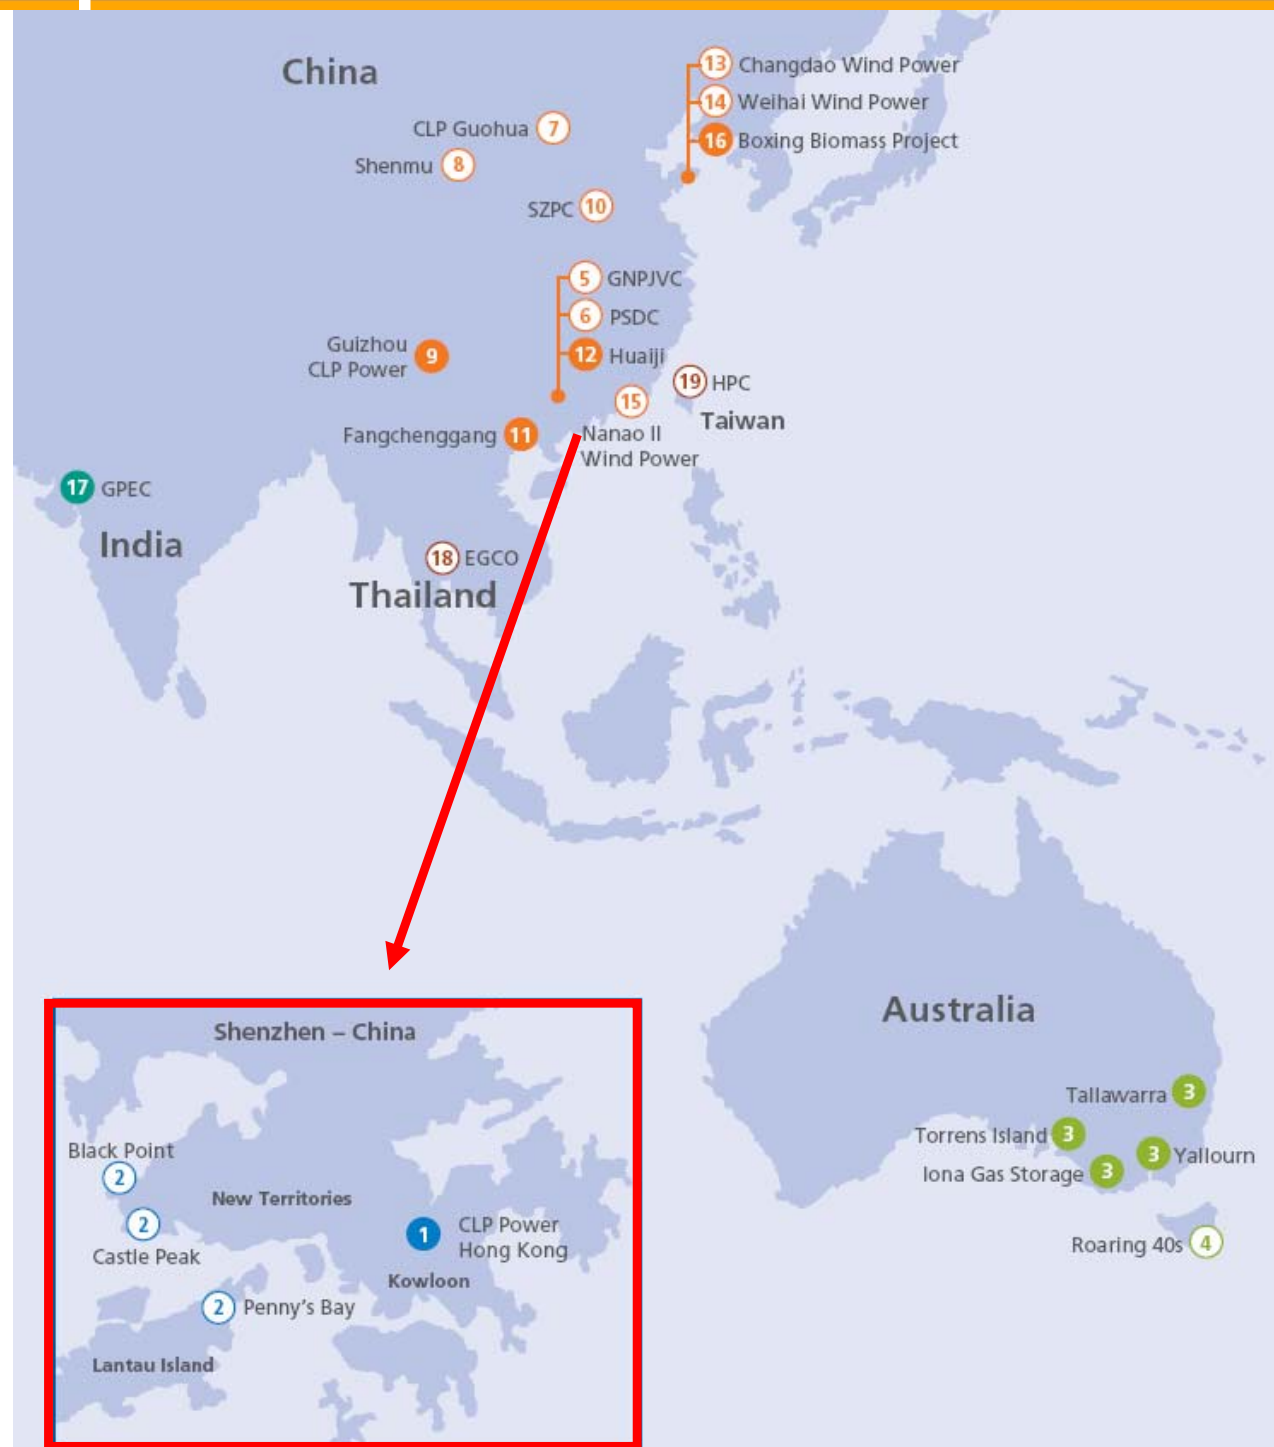 China
13 Changdao Wind Power
14 Weihai Wind Power
16 Boxing Biomass Project
CLP Guohua 7
Shenmu 8
SZPC 10
5 GNPJVC
6 PSDC
12 Huaiji
Guizhou
CLP Power 9
19 HPC
Taiwan
15
Nanao II
Wind Power
Fangchenggang 11
17 GPEC
India
18 EGCO
Thailand
Australia
Tallawarra 3
Torrens Island 3
3 Yallourn
Iona Gas Storage 3
Roaring 40s 4
Shenzhen – China
Black Point
2
New Territories
2
Castle Peak
1 CLP Power
Hong Kong
Kowloon
2 Penny's Bay
Lantau Island